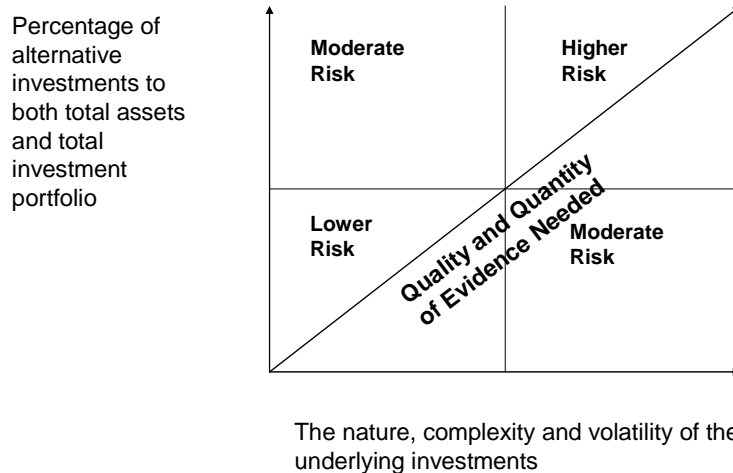 Percentage of
alternative
investments to
both total assets
and total
investment
portfolio
Moderate
Risk
Higher
Risk
Lower
Risk
Quality and Quantity
of Evidence Needed
Moderate
Risk
The nature, complexity and volatility of the
underlying investments